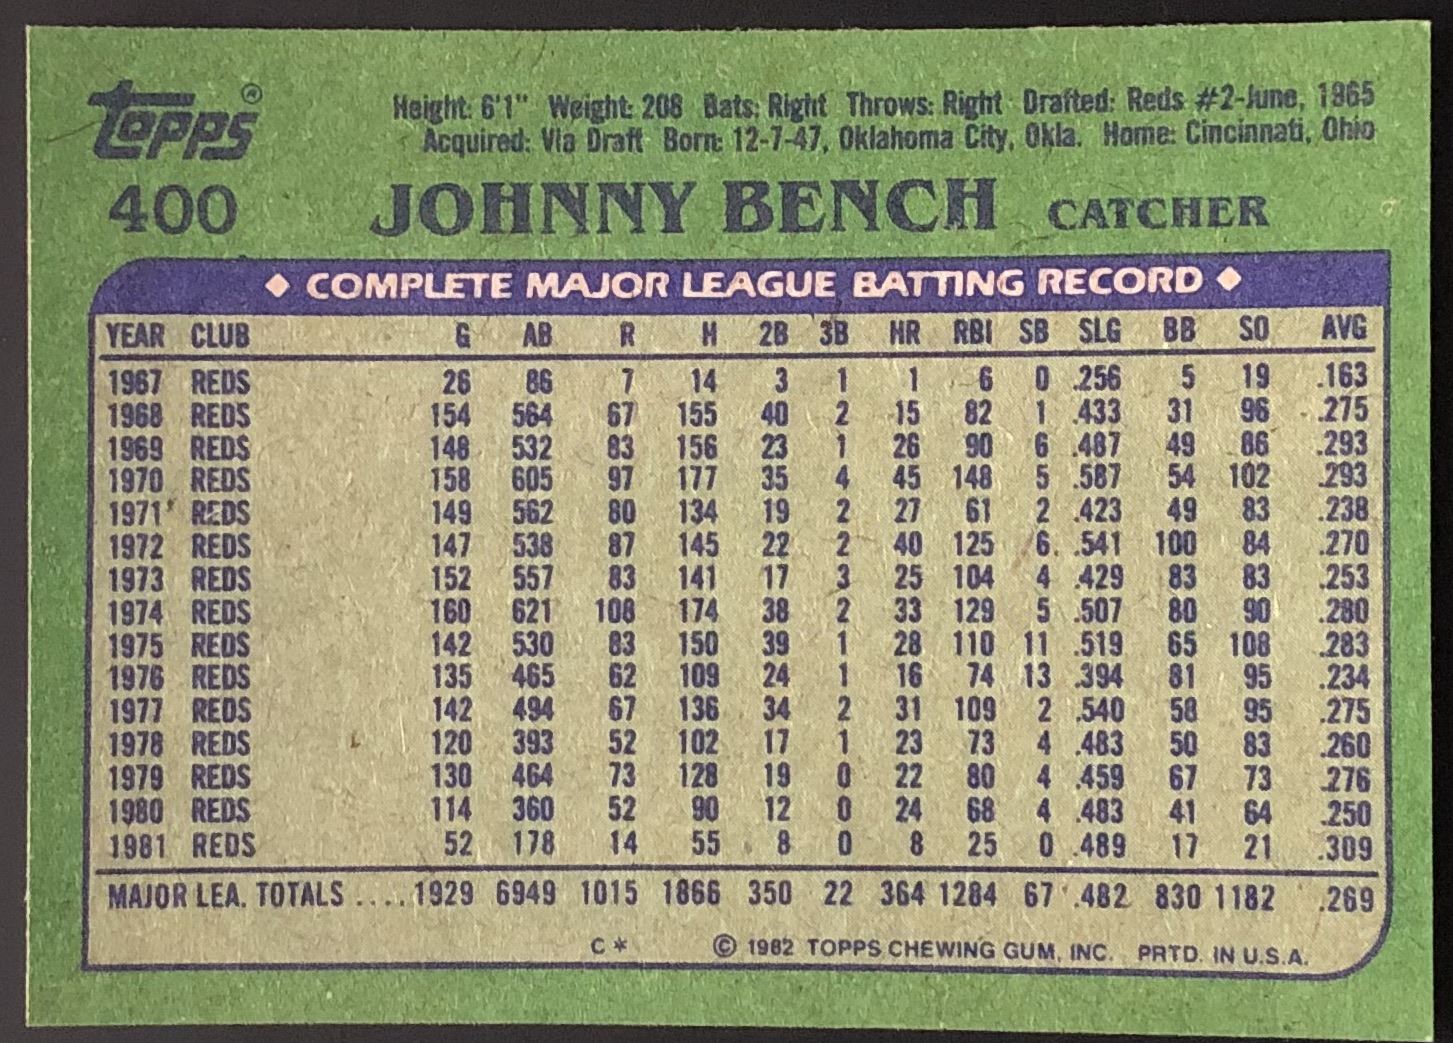 Topps®
Height: 6'1" Weight: 208 Bats: Right Throws: Right Drafted: Reds #2-June, 1965
Acquired: Via Draft Born: 12-7-47, Oklahoma City, Okla. Home: Cincinnati, Ohio
400 JOHNNY BENCH CATCHER
◆ COMPLETE MAJOR LEAGUE BATTING RECORD ◆
YEAR CLUB G AB R H 2B 3B HR RBI SB SLG BB SO AVG
1967 REDS 26 86 7 14 3 1 1 6 0 .256 5 19 .163
1968 REDS 154 564 67 155 40 2 15 82 1 .433 31 96 .275
1969 REDS 148 532 83 156 23 1 26 90 6 .487 49 86 .293
1970 REDS 158 605 97 177 35 4 45 148 5 .587 54 102 .293
1971 REDS 149 562 80 134 19 2 27 61 2 .423 49 83 .238
1972 REDS 147 538 87 145 22 2 40 125 6 .541 100 84 .270
1973 REDS 152 557 83 141 17 3 25 104 4 .429 83 83 .253
1974 REDS 160 621 108 174 38 2 33 129 5 .507 80 90 .280
1975 REDS 142 530 83 150 39 1 28 110 11 .519 65 108 .283
1976 REDS 135 465 62 109 24 1 16 74 13 .394 81 95 .234
1977 REDS 142 494 67 136 34 2 31 109 2 .540 58 95 .275
1978 REDS 120 393 52 102 17 1 23 73 4 .483 50 83 .260
1979 REDS 130 464 73 128 19 0 22 80 4 .459 67 73 .276
1980 REDS 114 360 52 90 12 0 24 68 4 .483 41 64 .250
1981 REDS 52 178 14 55 8 0 8 25 0 .489 17 21 .309
MAJOR LEA. TOTALS .... 1929 6949 1015 1866 350 22 364 1284 67 .482 830 1182 .269
C * © 1982 TOPPS CHEWING GUM, INC. PRTD. IN U.S.A.